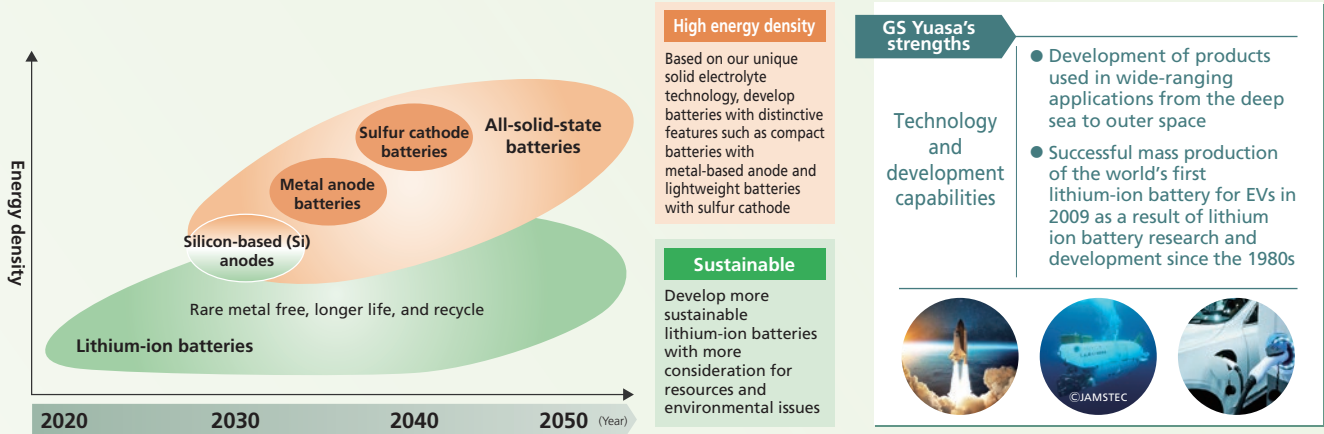 Energy density
Sulfur cathode
batteries
All-solid-state
batteries
Metal anode
batteries
Silicon-based (Si)
anodes
Rare metal free, longer life, and recycle
Lithium-ion batteries
2020
2030
2040
2050 (Year)
High energy density
Based on our unique
solid electrolyte
technology, develop
batteries with distinctive
features such as compact
batteries with
metal-based anode and
lightweight batteries
with sulfur cathode
Sustainable
Develop more
sustainable
lithium-ion batteries
with more
consideration for
resources and
environmental issues
GS Yuasa's
strengths
Technology
and
development
capabilities
● Development of products
used in wide-ranging
applications from the deep
sea to outer space
● Successful mass production
of the world's first
lithium-ion battery for EVs in
2009 as a result of lithium
ion battery research and
development since the 1980s
©JAMSTEC